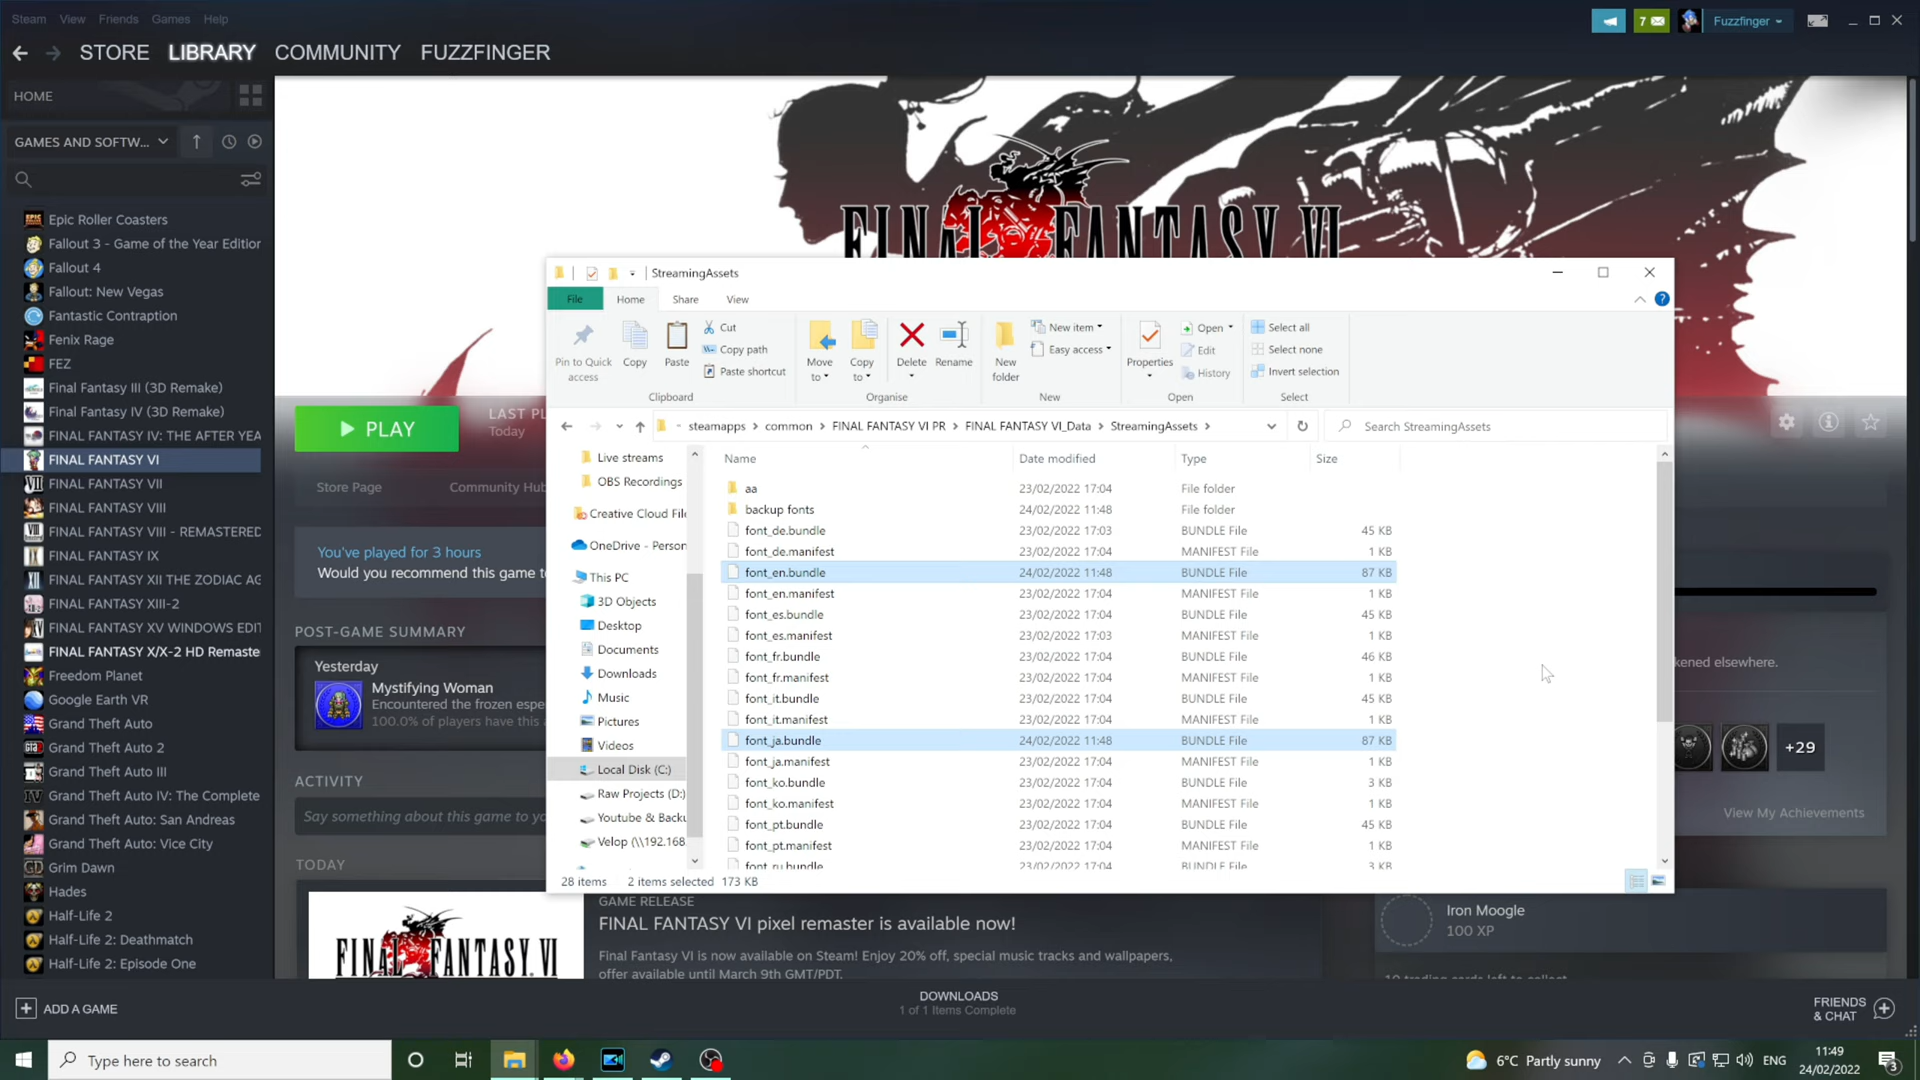 Steam View Friends Games Help
7 Fuzzfinger
STORE LIBRARY COMMUNITY FUZZFINGER
HOME
GAMES AND SOFTW...
Epic Roller Coasters
Fallout 3 - Game of the Year Edition
Fallout 4
Fallout: New Vegas
Fantastic Contraption
Fenix Rage
FEZ
Final Fantasy III (3D Remake)
Final Fantasy IV (3D Remake)
FINAL FANTASY IV: THE AFTER YEA
FINAL FANTASY VI
FINAL FANTASY VII
FINAL FANTASY VIII
FINAL FANTASY VIII - REMASTERED
FINAL FANTASY IX
FINAL FANTASY XII THE ZODIAC AG
FINAL FANTASY XIII-2
FINAL FANTASY XV WINDOWS EDIT
FINAL FANTASY X/X-2 HD Remaster
Freedom Planet
Google Earth VR
Grand Theft Auto
Grand Theft Auto 2
Grand Theft Auto III
Grand Theft Auto IV: The Complete
Grand Theft Auto: San Andreas
Grand Theft Auto: Vice City
Grim Dawn
Hades
Half-Life 2
Half-Life 2: Deathmatch
Half-Life 2: Episode One
ADD A GAME
FINAL FANTASY VI
PLAY
LAST PL
Today
Store Page Community Hub
You've played for 3 hours
Would you recommend this game to
POST-GAME SUMMARY
Yesterday
Mystifying Woman
Encountered the frozen espe
100.0% of players have this a
ACTIVITY
Say something about this game to yo
TODAY
FINAL FANTASY VI
GAME RELEASE
FINAL FANTASY VI pixel remaster is available now!
Final Fantasy VI is now available on Steam! Enjoy 20% off, special music tracks and wallpapers,
offer available until March 9th GMT/PDT.
kened elsewhere.
+29
View My Achievements
Iron Moogle
100 XP
DOWNLOADS
1 of 1 Items Complete
FRIENDS
& CHAT
StreamingAssets
File Home Share View
Pin to Quick
access
Copy
Paste
Cut
Copy path
Paste shortcut
Clipboard
Move
to
Copy
to
Delete
Rename
Organise
New
folder
New item
Easy access
New
Properties
Open
Edit
History
Open
Select all
Select none
Invert selection
Select
steamapps common FINAL FANTASY VI PR FINAL FANTASY VI_Data StreamingAssets
Search StreamingAssets
Live streams
OBS Recordings
Creative Cloud File
OneDrive - Person
This PC
3D Objects
Desktop
Documents
Downloads
Music
Pictures
Videos
Local Disk (C:)
Raw Projects (D:)
Youtube & Backu
Velop (\\192.168.
Name Date modified Type Size
aa 23/02/2022 17:04 File folder
backup fonts 24/02/2022 11:48 File folder
font_de.bundle 23/02/2022 17:03 BUNDLE File 45 KB
font_de.manifest 23/02/2022 17:04 MANIFEST File 1 KB
font_en.bundle 24/02/2022 11:48 BUNDLE File 87 KB
font_en.manifest 23/02/2022 17:04 MANIFEST File 1 KB
font_es.bundle 23/02/2022 17:04 BUNDLE File 45 KB
font_es.manifest 23/02/2022 17:03 MANIFEST File 1 KB
font_fr.bundle 23/02/2022 17:04 BUNDLE File 46 KB
font_fr.manifest 23/02/2022 17:04 MANIFEST File 1 KB
font_it.bundle 23/02/2022 17:04 BUNDLE File 45 KB
font_it.manifest 23/02/2022 17:04 MANIFEST File 1 KB
font_ja.bundle 24/02/2022 11:48 BUNDLE File 87 KB
font_ja.manifest 23/02/2022 17:04 MANIFEST File 1 KB
font_ko.bundle 23/02/2022 17:04 BUNDLE File 3 KB
font_ko.manifest 23/02/2022 17:04 MANIFEST File 1 KB
font_pt.bundle 23/02/2022 17:04 BUNDLE File 45 KB
font_pt.manifest 23/02/2022 17:04 MANIFEST File 1 KB
font_ru.bundle 23/02/2022 17:04 BUNDLE File 3 KB
28 items 2 items selected 173 KB
Type here to search
6°C Partly sunny
ENG
11:49
24/02/2022
3